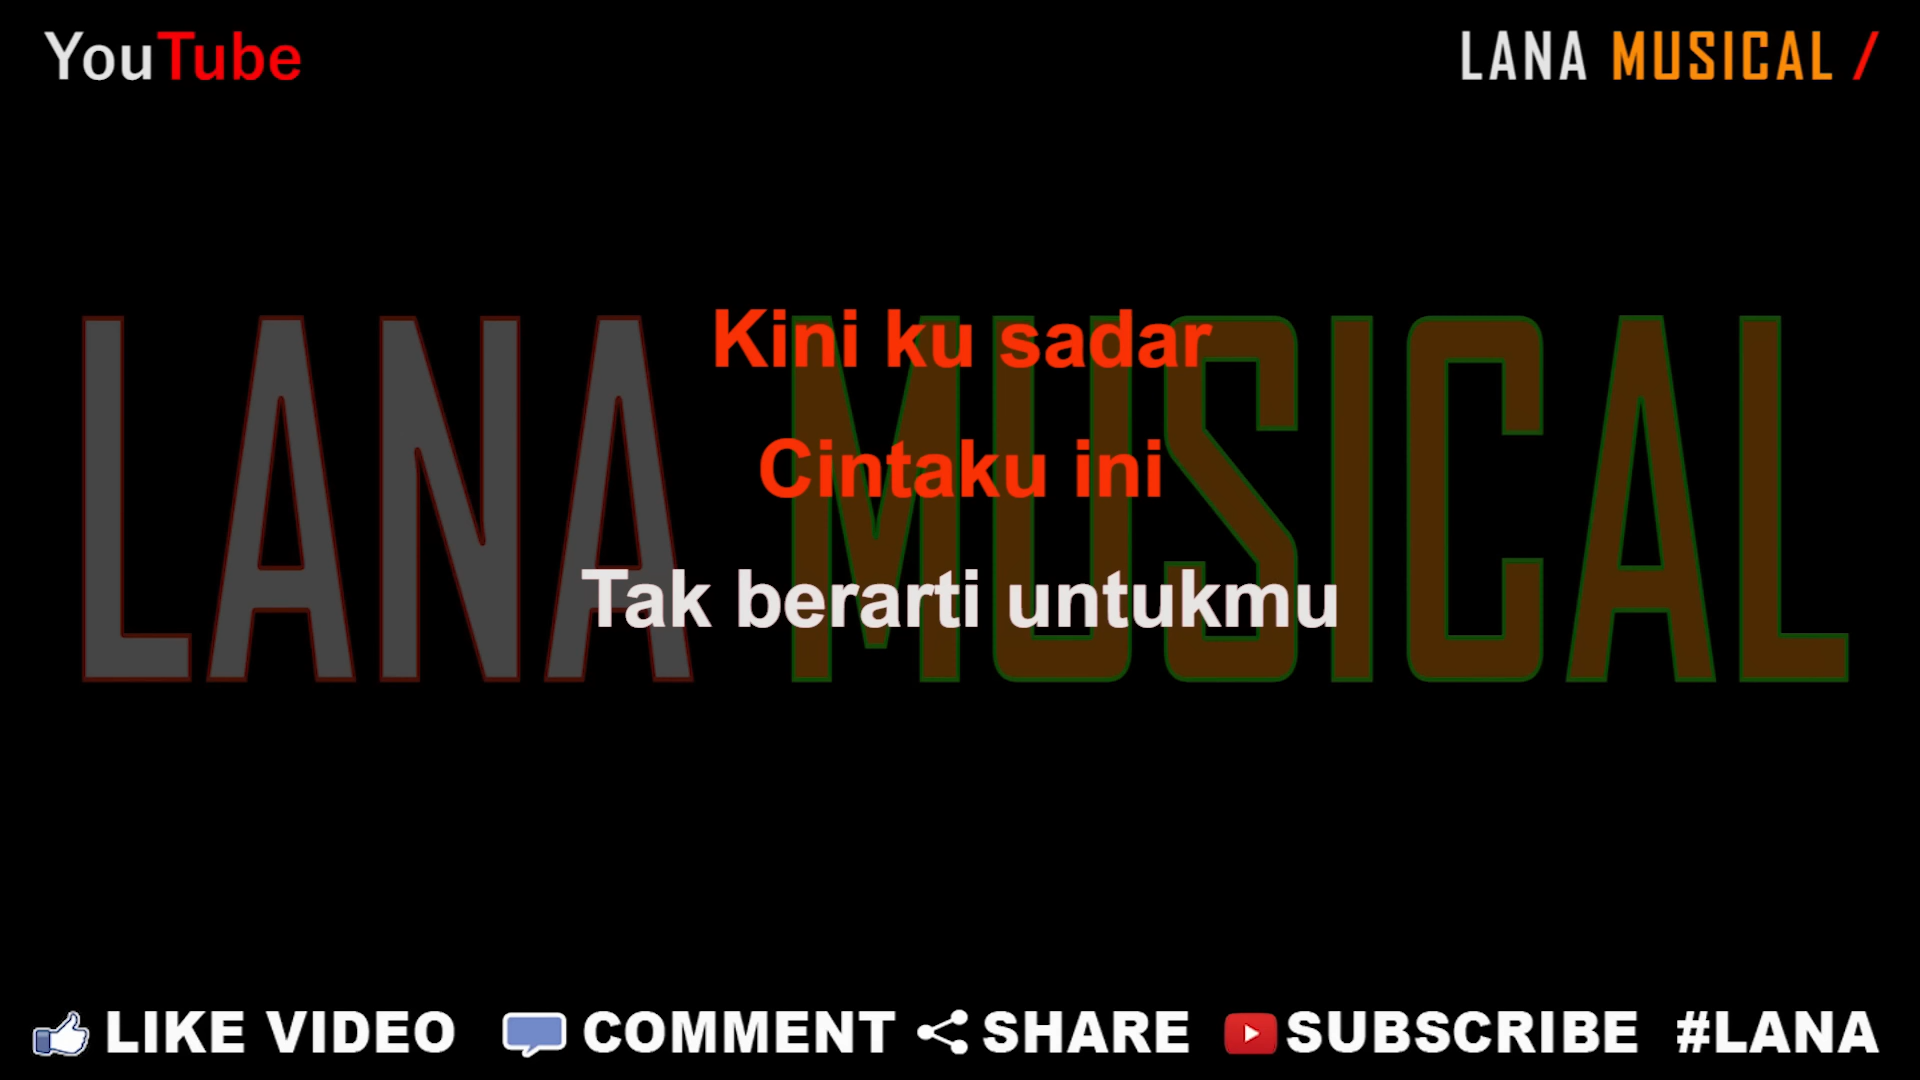 YouTube
LANA MUSICAL /
LANA MUSICAL
Kini ku sadar
Cintaku ini
Tak berarti untukmu
LIKE VIDEO COMMENT SHARE SUBSCRIBE #LANA